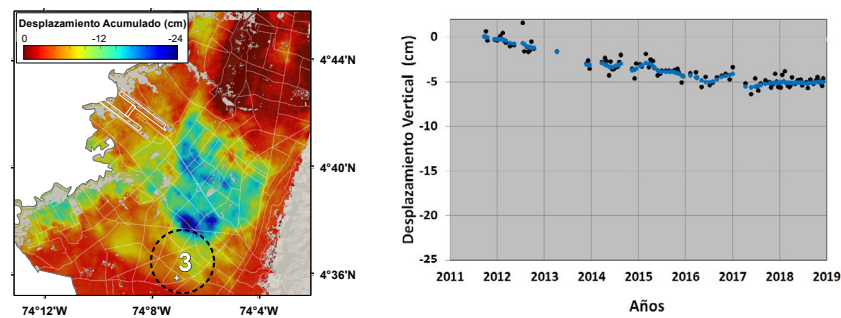 Desplazamiento Acumulado (cm)
0 -12 -24
4°44'N
4°40'N
4°36'N
3
74°12'W 74°8'W 74°4'W
Desplazamiento Vertical (cm)
0
-5
-10
-15
-20
-25
2011 2012 2013 2014 2015 2016 2017 2018 2019
Años